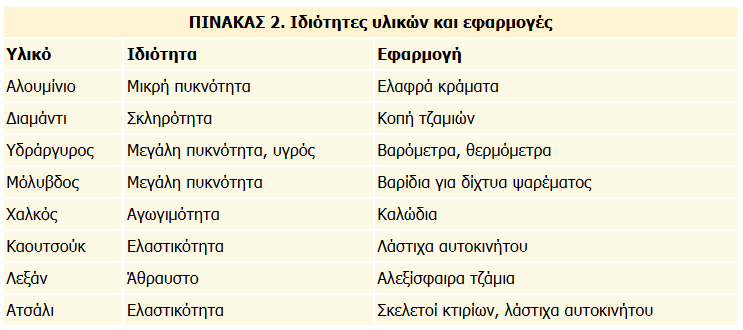 ΠΙΝΑΚΑΣ 2. Ιδιότητες υλικών και εφαρμογές
Υλικό Ιδιότητα Εφαρμογή
Αλουμίνιο Μικρή πυκνότητα Ελαφρά κράματα
Διαμάντι Σκληρότητα Κοπή τζαμιών
Υδράργυρος Μεγάλη πυκνότητα, υγρός Βαρόμετρα, θερμόμετρα
Μόλυβδος Μεγάλη πυκνότητα Βαρίδια για δίχτυα ψαρέματος
Χαλκός Αγωγιμότητα Καλώδια
Καουτσούκ Ελαστικότητα Λάστιχα αυτοκινήτου
Λεξάν Άθραυστο Αλεξίσφαιρα τζάμια
Ατσάλι Ελαστικότητα Σκελετοί κτιρίων, λάστιχα αυτοκινήτου